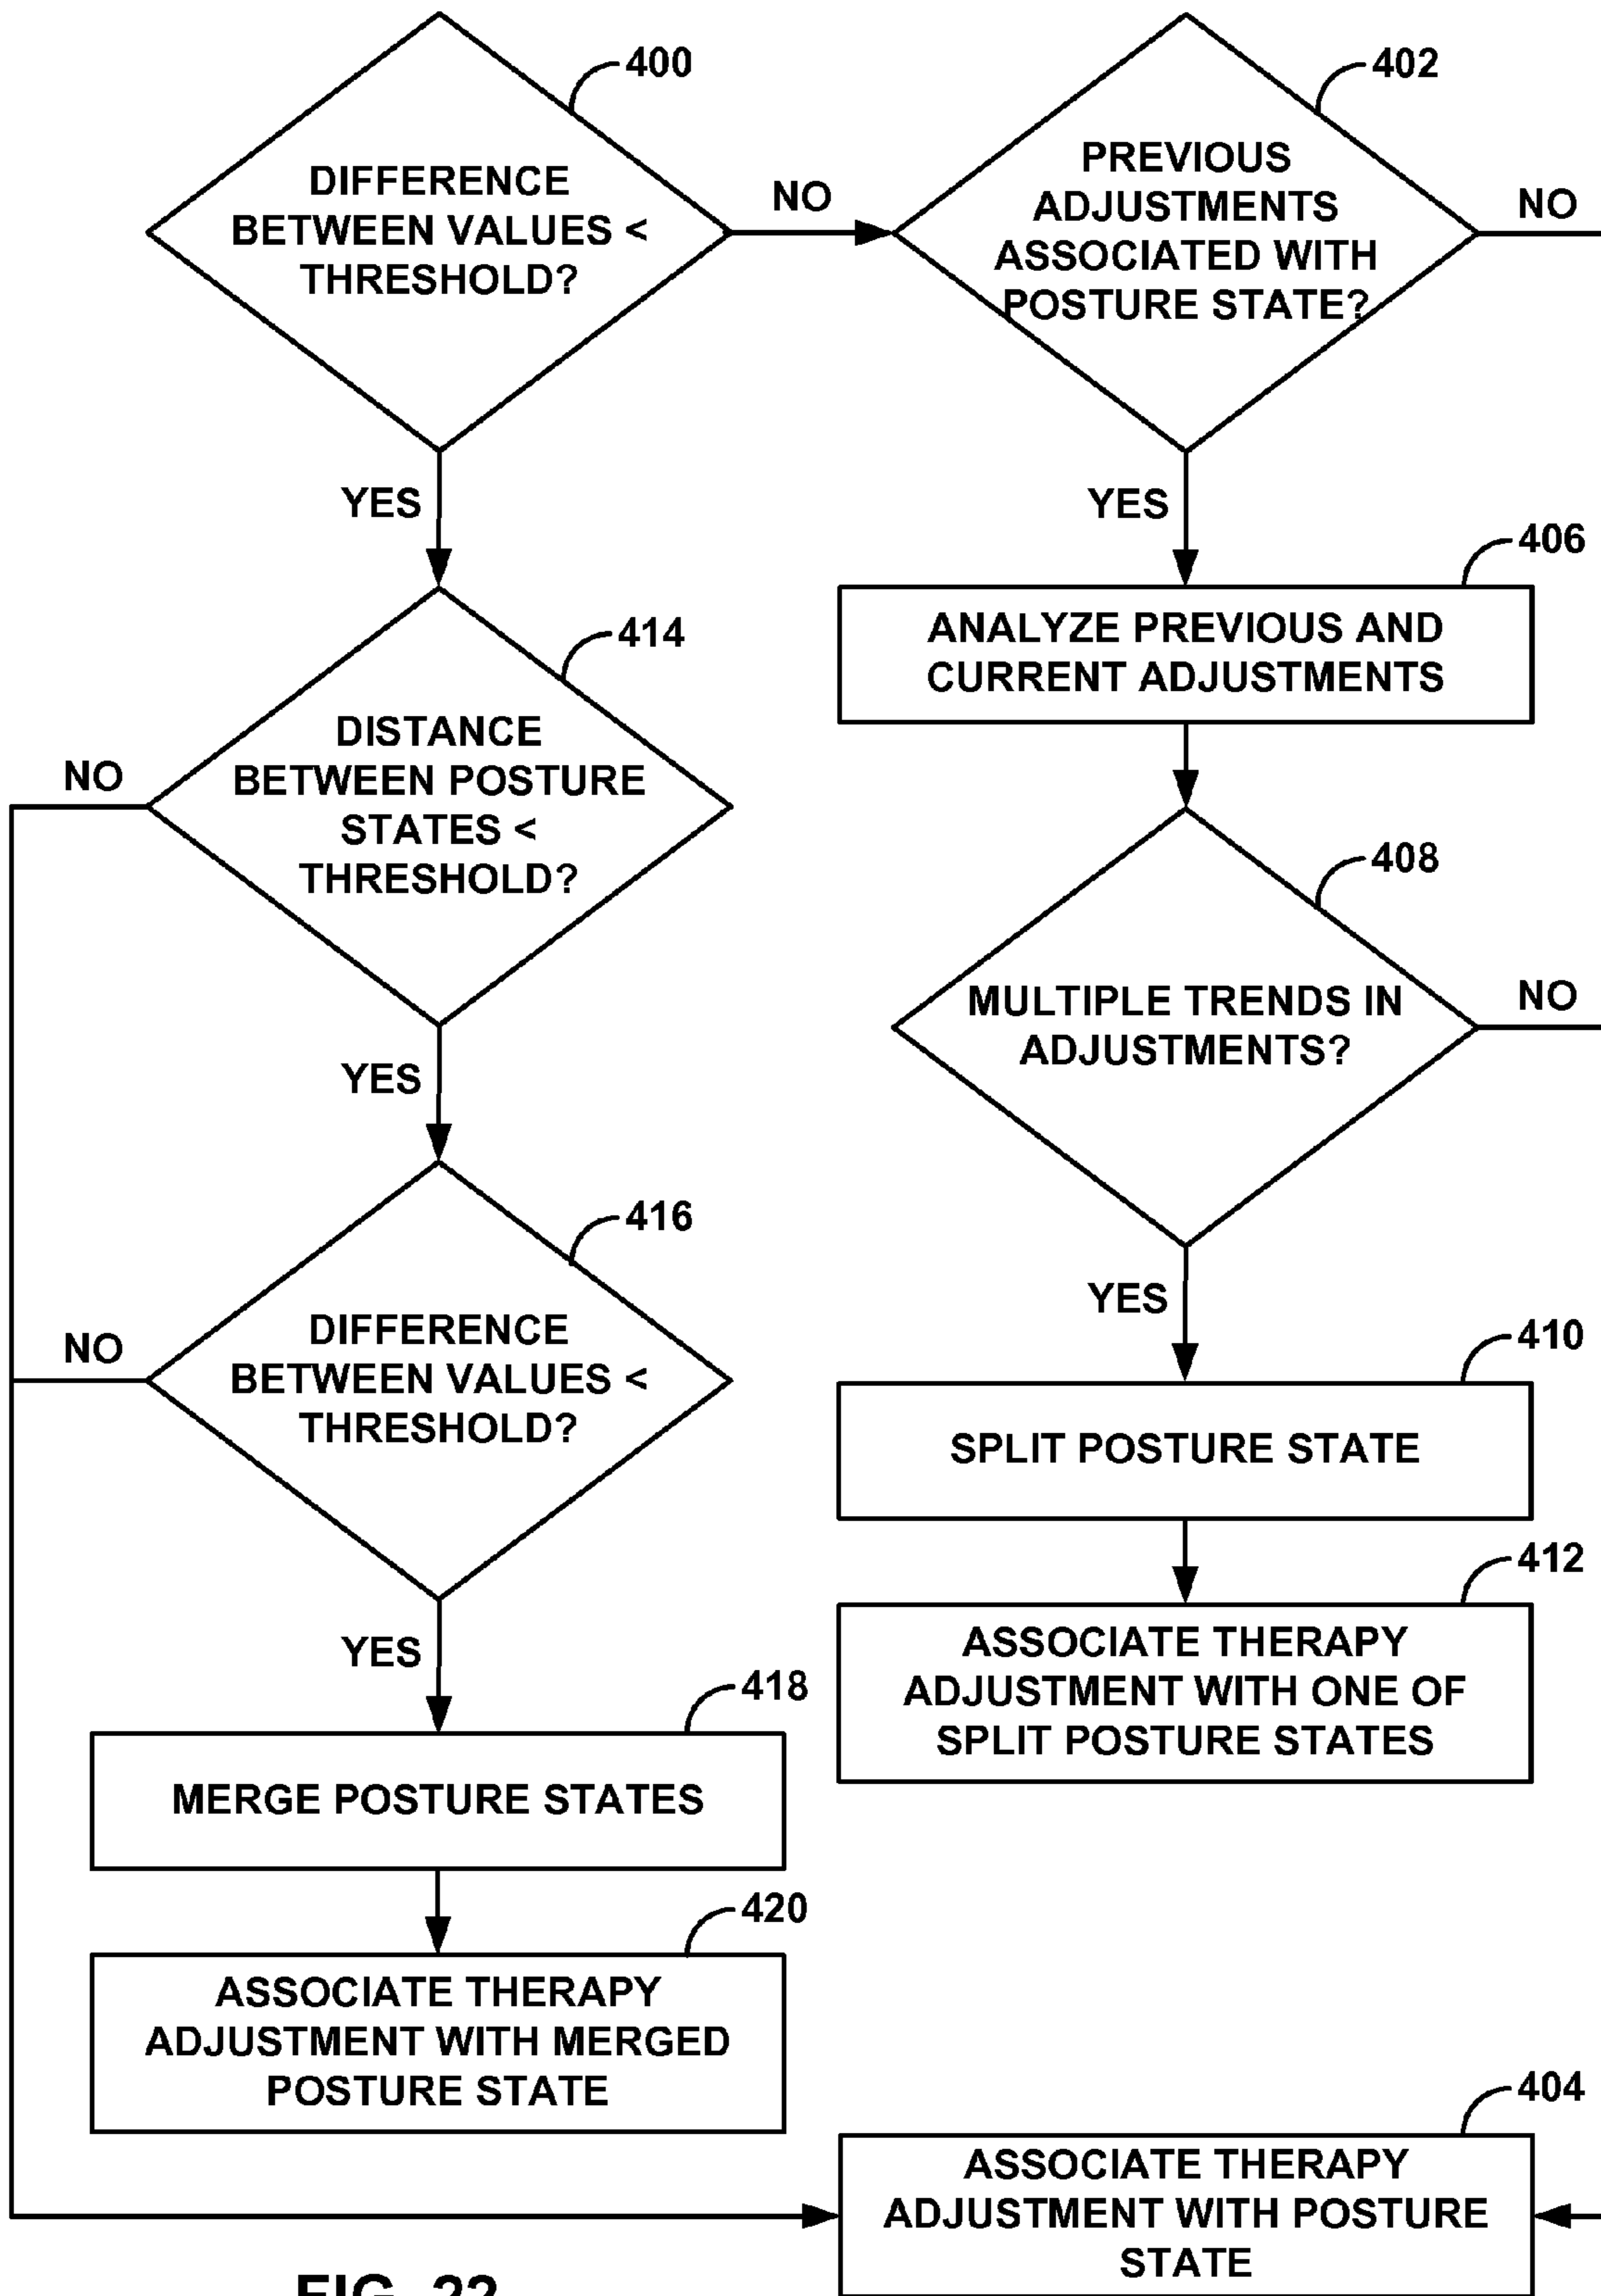 400
DIFFERENCE
BETWEEN VALUES <
THRESHOLD?
NO
YES
402
PREVIOUS
ADJUSTMENTS
ASSOCIATED WITH
POSTURE STATE?
NO
YES
406
ANALYZE PREVIOUS AND
CURRENT ADJUSTMENTS
414
DISTANCE
BETWEEN POSTURE
STATES <
THRESHOLD?
NO
YES
408
MULTIPLE TRENDS IN
ADJUSTMENTS?
NO
YES
416
DIFFERENCE
BETWEEN VALUES <
THRESHOLD?
NO
YES
410
SPLIT POSTURE STATE
412
ASSOCIATE THERAPY
ADJUSTMENT WITH ONE OF
SPLIT POSTURE STATES
418
MERGE POSTURE STATES
420
ASSOCIATE THERAPY
ADJUSTMENT WITH MERGED
POSTURE STATE
404
ASSOCIATE THERAPY
ADJUSTMENT WITH POSTURE
STATE
FIG. 22